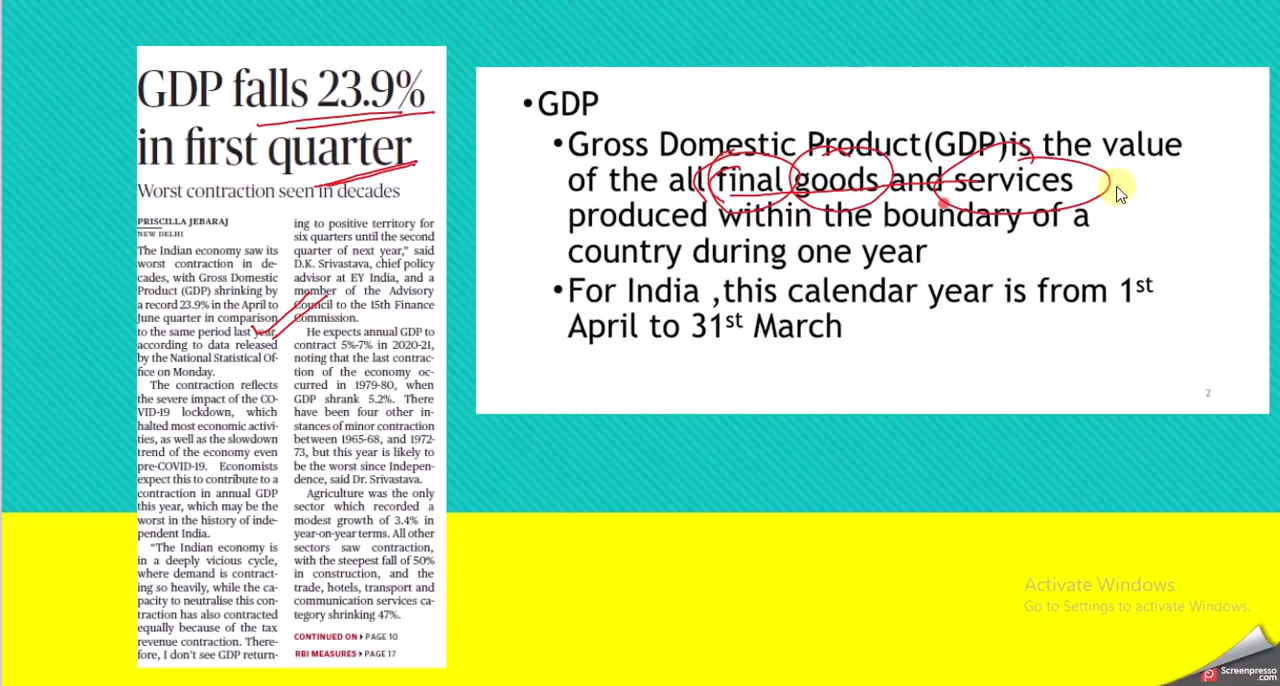 GDP falls 23.9%
in first quarter
Worst contraction seen in decades
PRISCILLA JEBARAJ
NEW DELHI
The Indian economy saw its
worst contraction in de-
cades, with Gross Domestic
Product (GDP) shrinking by
a record 23.9% in the April to
June quarter in comparison
to the same period last year,
according to data released
by the National Statistical Of-
fice on Monday.
The contraction reflects
the severe impact of the CO-
VID-19 lockdown, which
halted most economic activi-
ties, as well as the slowdown
trend of the economy even
pre-COVID-19. Economists
expect this to contribute to a
contraction in annual GDP
this year, which may be the
worst in the history of inde-
pendent India.
“The Indian economy is
in a deeply vicious cycle,
where demand is contract-
ing so heavily, while the ca-
pacity to neutralise this con-
traction has also contracted
equally because of the tax
revenue contraction. There-
fore, I don’t see GDP return-
ing to positive territory for
six quarters until the second
quarter of next year,” said
D.K. Srivastava, chief policy
advisor at EY India, and a
member of the Advisory
Council to the 15th Finance
Commission.
He expects annual GDP to
contract 5%-7% in 2020-21,
noting that the last contrac-
tion of the economy oc-
curred in 1979-80, when
GDP shrank 5.2%. There
have been four other in-
stances of minor contraction
between 1965-68, and 1972-
73, but this year is likely to
be the worst since Indepen-
dence, said Dr. Srivastava.
Agriculture was the only
sector which recorded a
modest growth of 3.4% in
year-on-year terms. All other
sectors saw contraction,
with the steepest fall of 50%
in construction, and the
trade, hotels, transport and
communication services ca-
tegory shrinking 47%.
CONTINUED ON PAGE 10
RBI MEASURES PAGE 17
•GDP
•Gross Domestic Product(GDP)is the value
of the all final goods and services
produced within the boundary of a
country during one year
•For India ,this calendar year is from 1st
April to 31st March
2
Activate Windows
Go to Settings to activate Windows.
Screenpresso
.com